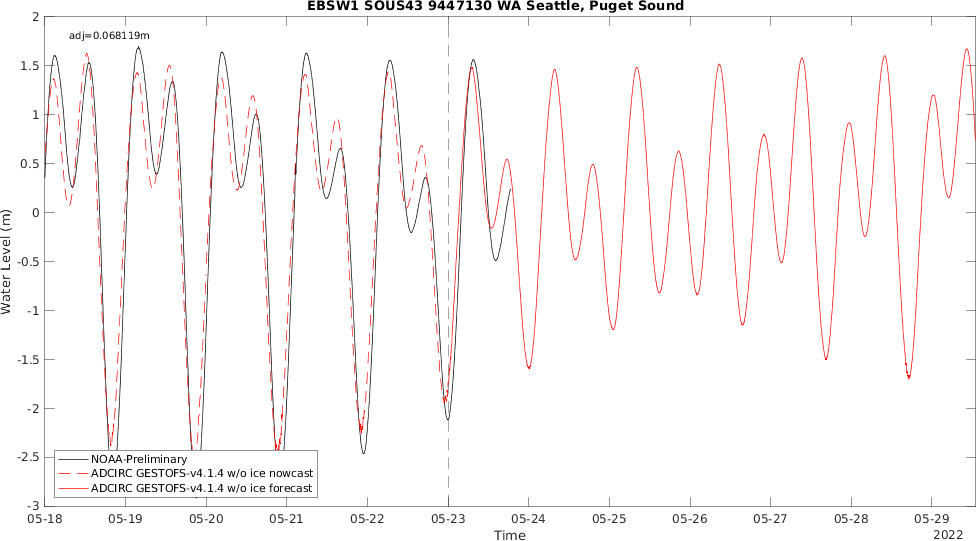 EBSW1 SOUS43 9447130 WA Seattle, Puget Sound
adj=0.068119m
2
1.5
1
0.5
0
-0.5
-1
-1.5
-2
-2.5
-3
Water Level (m)
NOAA-Preliminary
ADCIRC GESTOFS-v4.1.4 w/o ice nowcast
ADCIRC GESTOFS-v4.1.4 w/o ice forecast
05-18 05-19 05-20 05-21 05-22 05-23 05-24 05-25 05-26 05-27 05-28 05-29
Time
2022